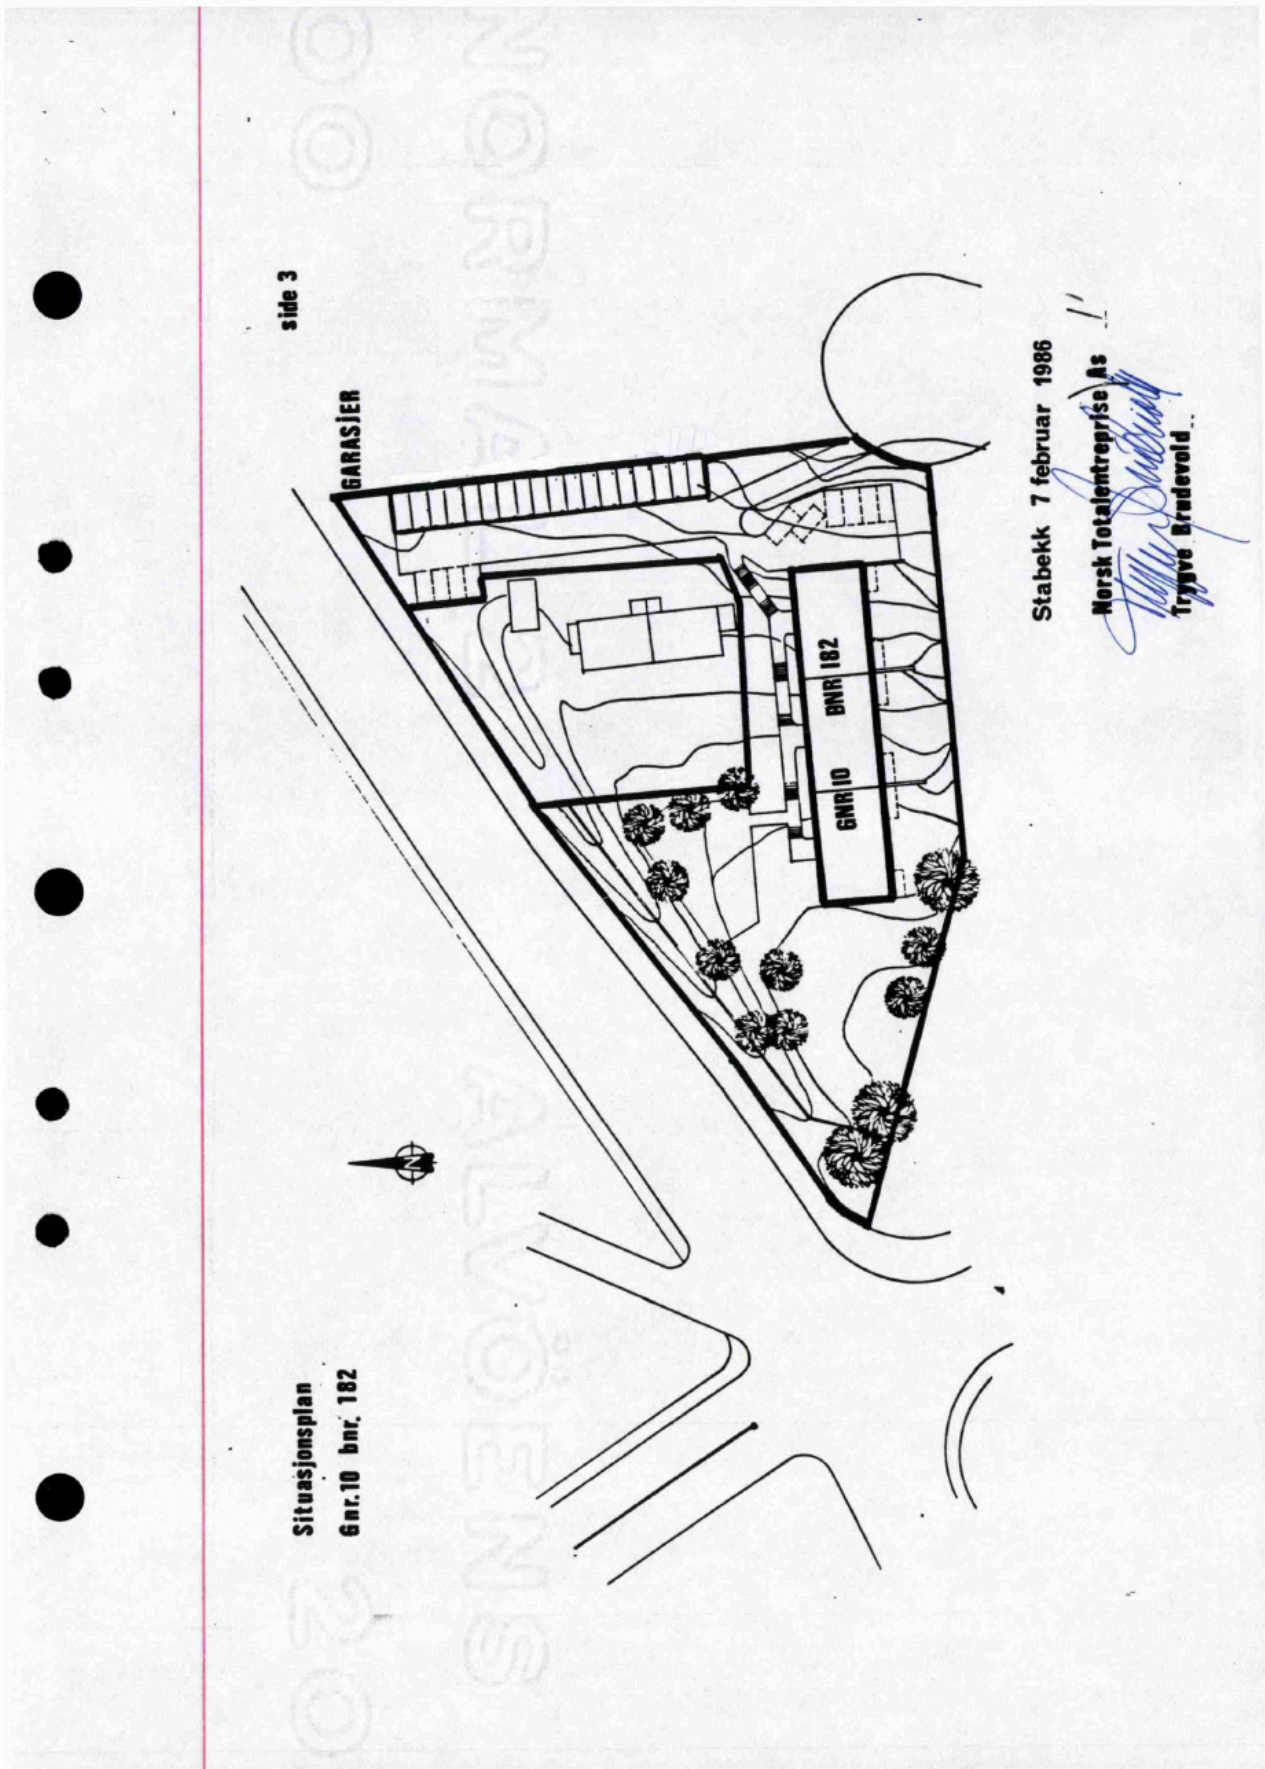 side 3
Situasjonsplan
Gnr.10 bnr. 182
GARASJER
N
GNR 10 BNR 182
Stabekk 7 februar 1986
Norsk Totalentreprise As
Trygve Brudevold